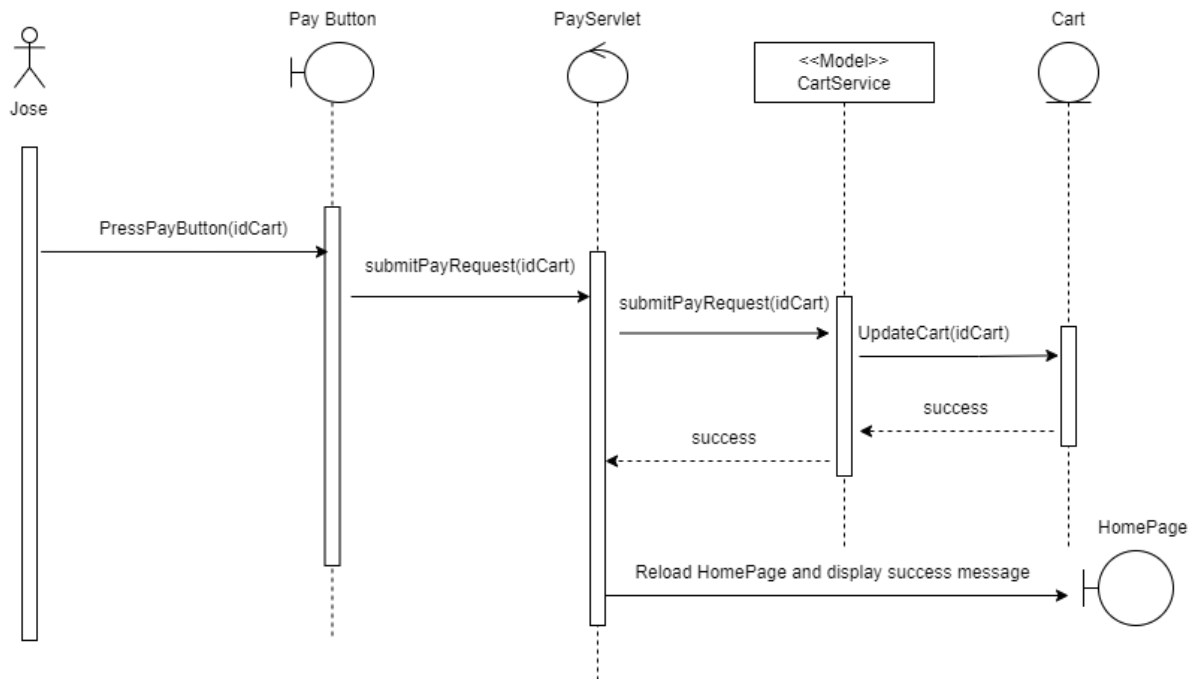 Pay Button
PayServlet
Cart
<<Model>>
CartService
Jose
PressPayButton(idCart)
submitPayRequest(idCart)
submitPayRequest(idCart)
UpdateCart(idCart)
success
success
HomePage
Reload HomePage and display success message